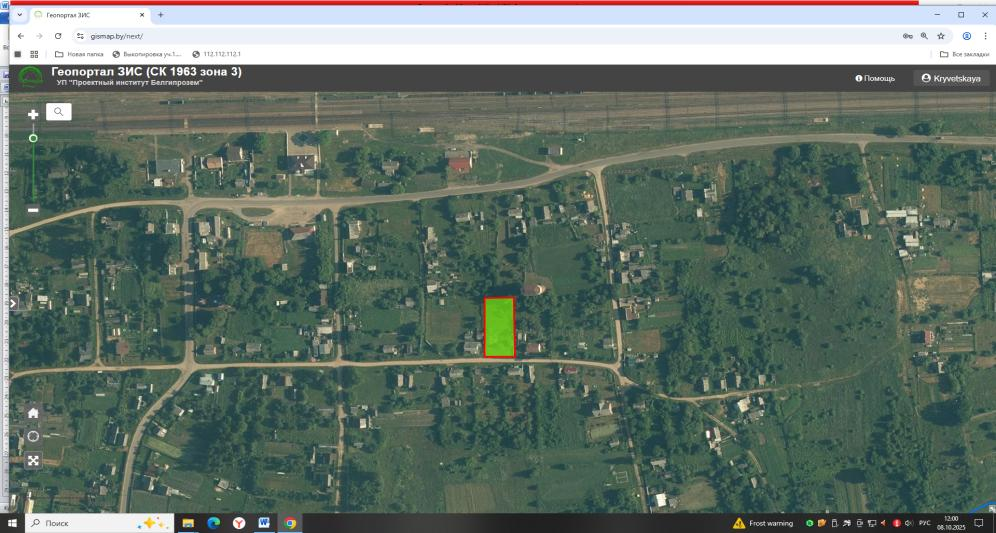 Геопортал ЗИС
gismap.by/next/
Новая папка
Выкопировка уч.1....
112.112.112.1
Все закладки
Геопортал ЗИС (СК 1963 зона 3)
УП "Проектный институт Белгипрозем"
Помощь
Kryvetskaya
Поиск
Frost warning
РУС
12:00
08.10.2025